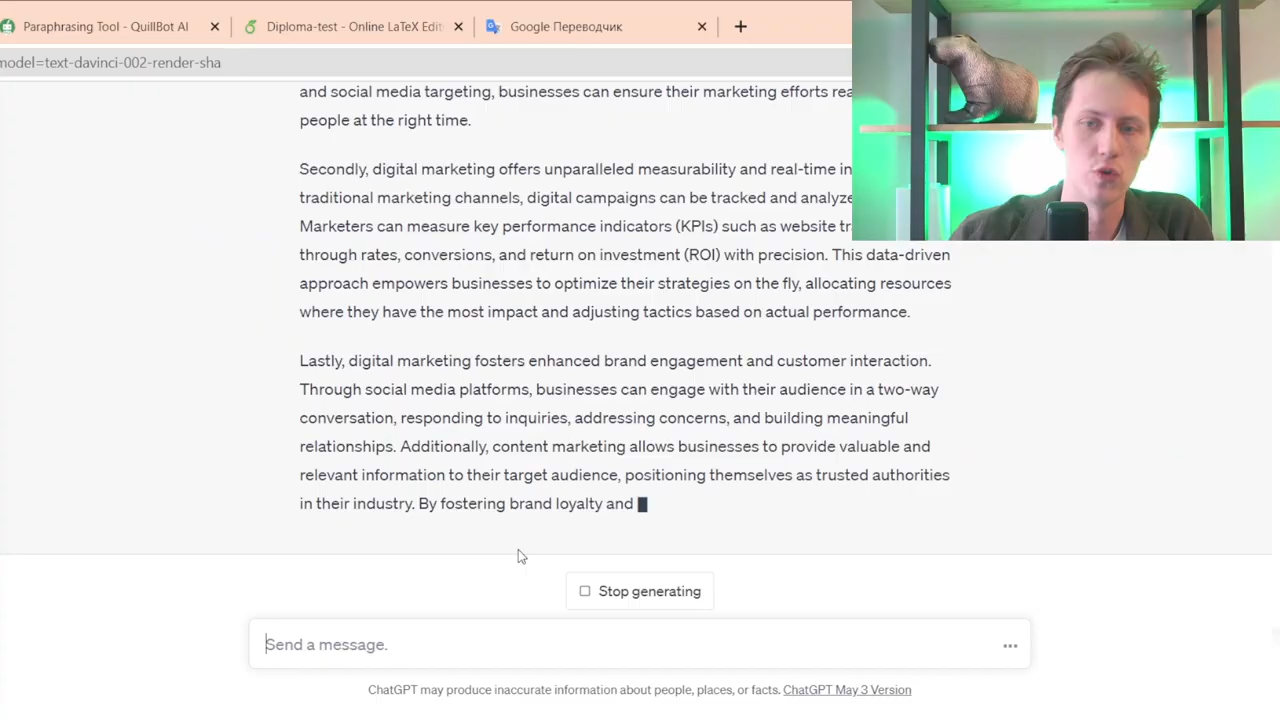 Paraphrasing Tool - QuillBot AI
Diploma-test - Online LaTeX Edit
Google Переводчик
model=text-davinci-002-render-sha
and social media targeting, businesses can ensure their marketing efforts
people at the right time.
Secondly, digital marketing offers unparalleled measurability and real-time
traditional marketing channels, digital campaigns can be tracked and
Marketers can measure key performance indicators (KPIs) such as website
through rates, conversions, and return on investment (ROI) with precision. This data-driven
approach empowers businesses to optimize their strategies on the fly, allocating resources
where they have the most impact and adjusting tactics based on actual performance.
Lastly, digital marketing fosters enhanced brand engagement and customer interaction.
Through social media platforms, businesses can engage with their audience in a two-way
conversation, responding to inquiries, addressing concerns, and building meaningful
relationships. Additionally, content marketing allows businesses to provide valuable and
relevant information to their target audience, positioning themselves as trusted authorities
in their industry. By fostering brand loyalty and
Stop generating
Send a message.
ChatGPT may produce inaccurate information about people, places, or facts. ChatGPT May 3 Version